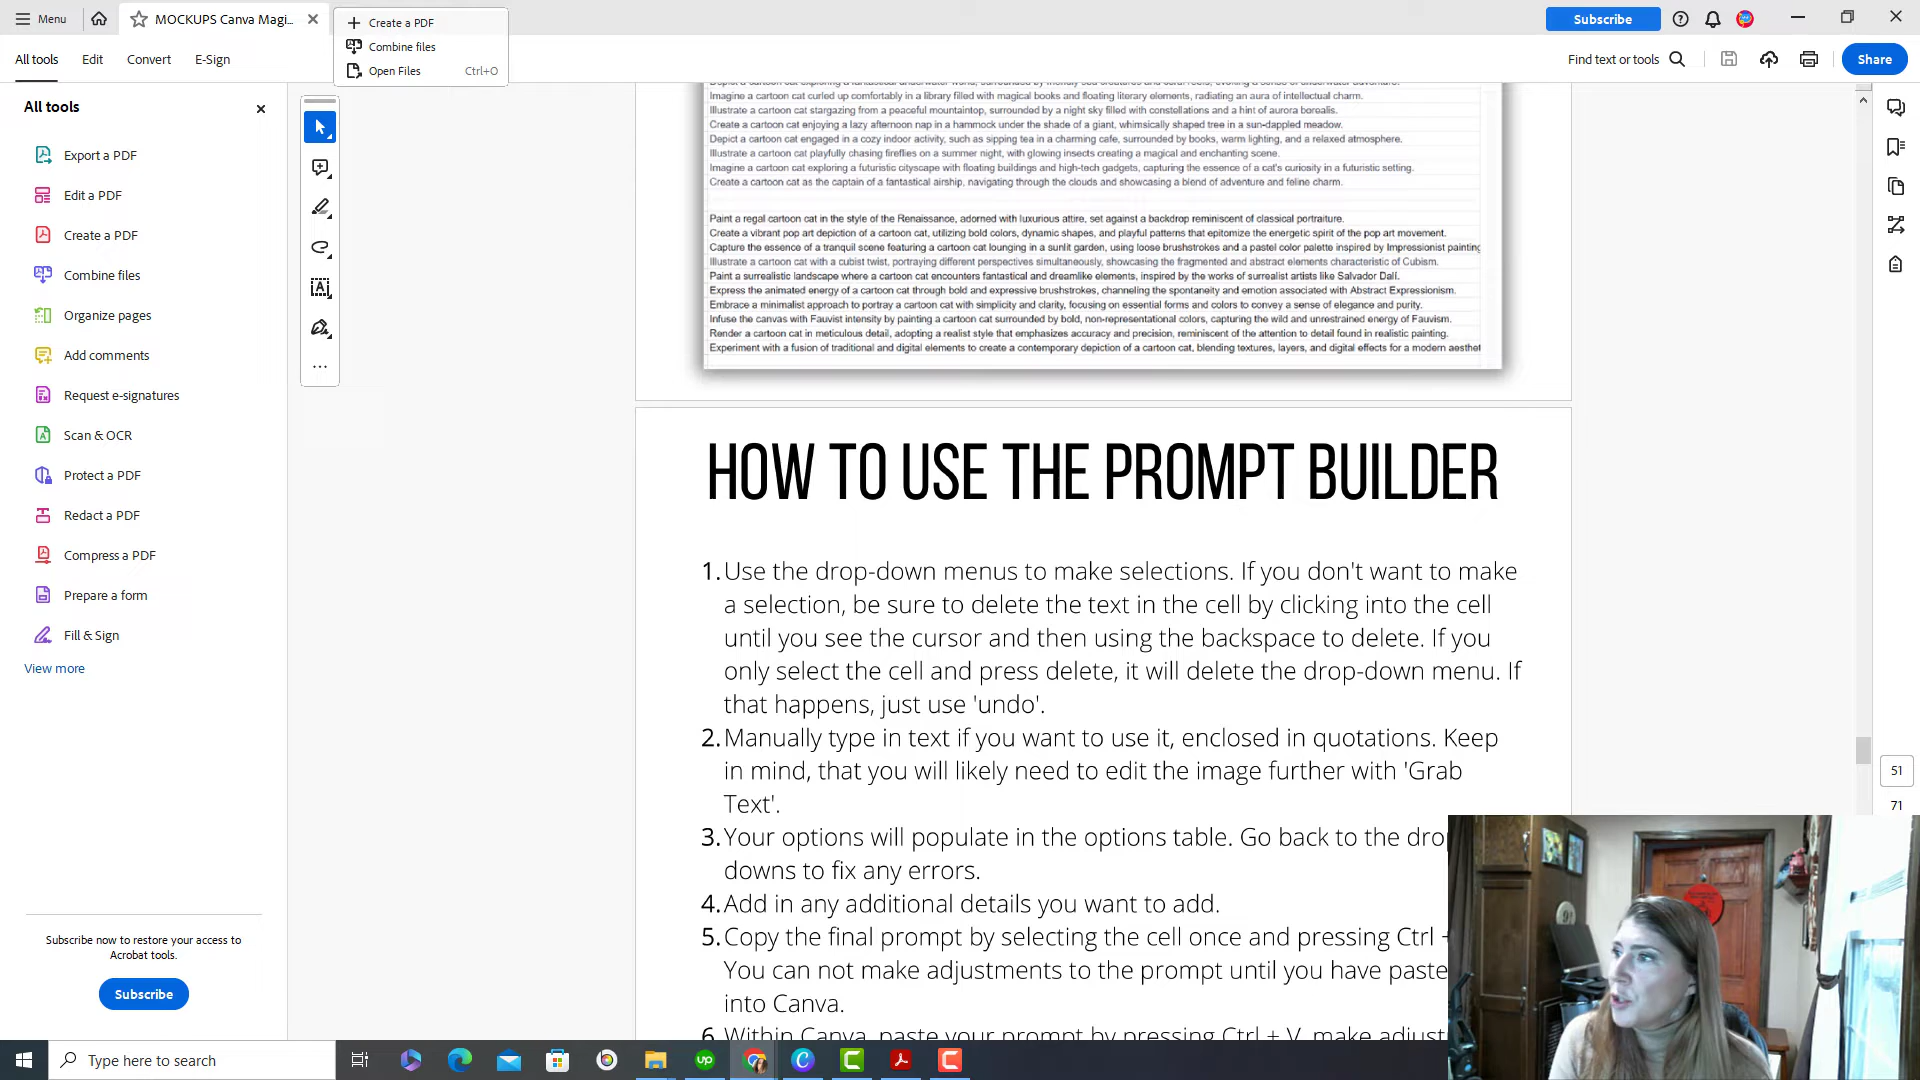 Menu
MOCKUPS Canva Magi...
Create a PDF
Combine files
Open Files Ctrl+O
Subscribe
All tools
Edit
Convert
E-Sign
Find text or tools
Share
All tools
Export a PDF
Edit a PDF
Create a PDF
Combine files
Organize pages
Add comments
Request e-signatures
Scan & OCR
Protect a PDF
Redact a PDF
Compress a PDF
Prepare a form
Fill & Sign
View more
Subscribe now to restore your access to
Acrobat tools.
Subscribe
Imagine a cartoon cat curled up comfortably in a library filled with magical books and floating literary elements, radiating an aura of intellectual charm.
Illustrate a cartoon cat stargazing from a peaceful mountaintop, surrounded by a night sky filled with constellations and a hint of aurora borealis.
Create a cartoon cat enjoying a lazy afternoon nap in a hammock under the shade of a giant, whimsically shaped tree in a sun-dappled meadow.
Depict a cartoon cat engaged in a cozy indoor activity, such as sipping tea in a charming cafe, surrounded by books, warm lighting, and a relaxed atmosphere.
Illustrate a cartoon cat playfully chasing fireflies on a summer night, with glowing insects creating a magical and enchanting scene.
Imagine a cartoon cat exploring a futuristic cityscape with floating buildings and high-tech gadgets, capturing the essence of a cat's curiosity in a futuristic setting.
Create a cartoon cat as the captain of a fantastical airship, navigating through the clouds and showcasing a blend of adventure and feline charm.
Paint a regal cartoon cat in the style of the Renaissance, adorned with luxurious attire, set against a backdrop reminiscent of classical portraiture.
Create a vibrant pop art depiction of a cartoon cat, utilizing bold colors, dynamic shapes, and playful patterns that epitomize the energetic spirit of the pop art movement.
Capture the essence of a tranquil scene featuring a cartoon cat lounging in a sunlit garden, using loose brushstrokes and a pastel color palette inspired by Impressionist painting
Illustrate a cartoon cat with a cubist twist, portraying different perspectives simultaneously, showcasing the fragmented and abstract elements characteristic of Cubism.
Paint a surrealistic landscape where a cartoon cat encounters fantastical and dreamlike elements, inspired by the works of surrealist artists like Salvador Dalí.
Express the animated energy of a cartoon cat through bold and expressive brushstrokes, channeling the spontaneity and emotion associated with Abstract Expressionism.
Embrace a minimalist approach to portray a cartoon cat with simplicity and clarity, focusing on essential forms and colors to convey a sense of elegance and purity.
Infuse the canvas with Fauvist intensity by painting a cartoon cat surrounded by bold, non-representational colors, capturing the wild and unrestrained energy of Fauvism.
Render a cartoon cat in meticulous detail, adopting a realist style that emphasizes accuracy and precision, reminiscent of the attention to detail found in realistic painting.
Experiment with a fusion of traditional and digital elements to create a contemporary depiction of a cartoon cat, blending textures, layers, and digital effects for a modern aesthet
HOW TO USE THE PROMPT BUILDER
1. Use the drop-down menus to make selections. If you don't want to make
a selection, be sure to delete the text in the cell by clicking into the cell
until you see the cursor and then using the backspace to delete. If you
only select the cell and press delete, it will delete the drop-down menu. If
that happens, just use 'undo'.
2. Manually type in text if you want to use it, enclosed in quotations. Keep
in mind, that you will likely need to edit the image further with 'Grab
Text'.
3. Your options will populate in the options table. Go back to the drop
downs to fix any errors.
4. Add in any additional details you want to add.
5. Copy the final prompt by selecting the cell once and pressing Ctrl +
You can not make adjustments to the prompt until you have paste
into Canva.
6. Within Canva, paste your prompt by pressing Ctrl + V, make adjust
51
71
Type here to search